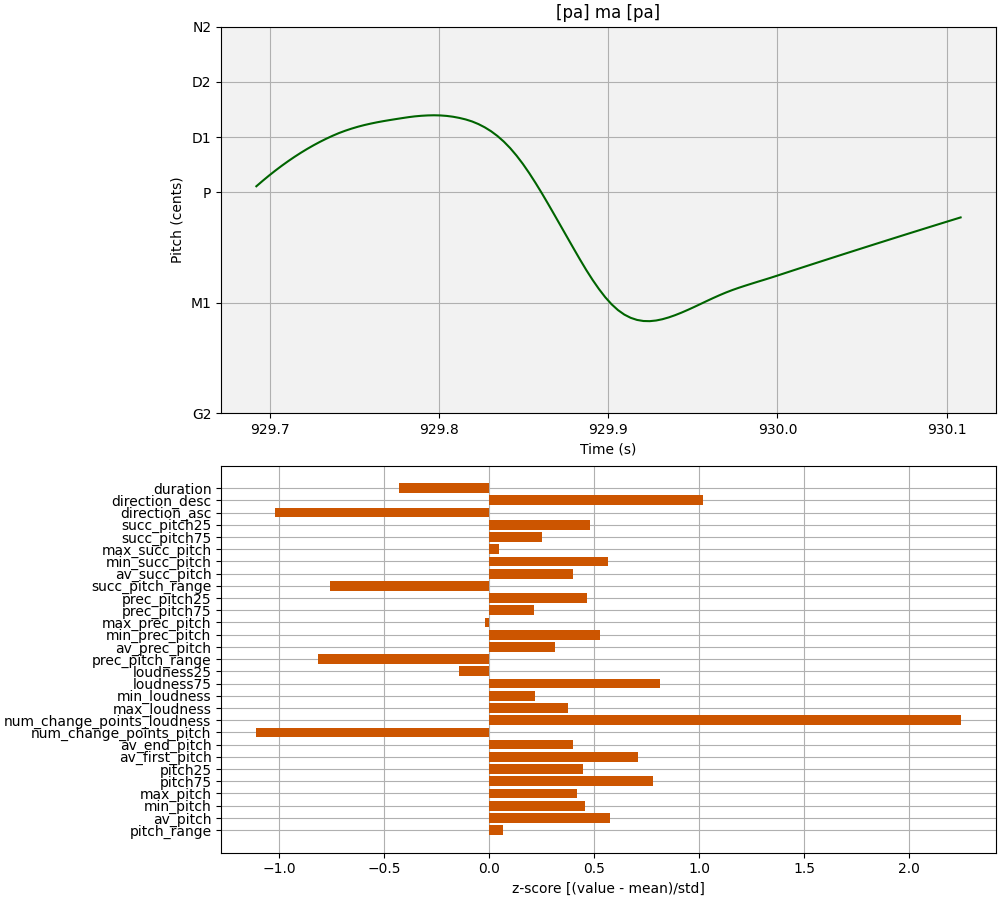 [pa] ma [pa]
N2
D2
D1
P
M1
G2
Pitch (cents)
929.7 929.8 929.9 930.0 930.1
Time (s)
duration
direction_desc
direction_asc
succ_pitch25
succ_pitch75
max_succ_pitch
min_succ_pitch
av_succ_pitch
succ_pitch_range
prec_pitch25
prec_pitch75
max_prec_pitch
min_prec_pitch
av_prec_pitch
prec_pitch_range
loudness25
loudness75
min_loudness
max_loudness
num_change_points_loudness
num_change_points_pitch
av_end_pitch
av_first_pitch
pitch25
pitch75
max_pitch
min_pitch
av_pitch
pitch_range
−1.0 −0.5 0.0 0.5 1.0 1.5 2.0
z-score [(value - mean)/std]